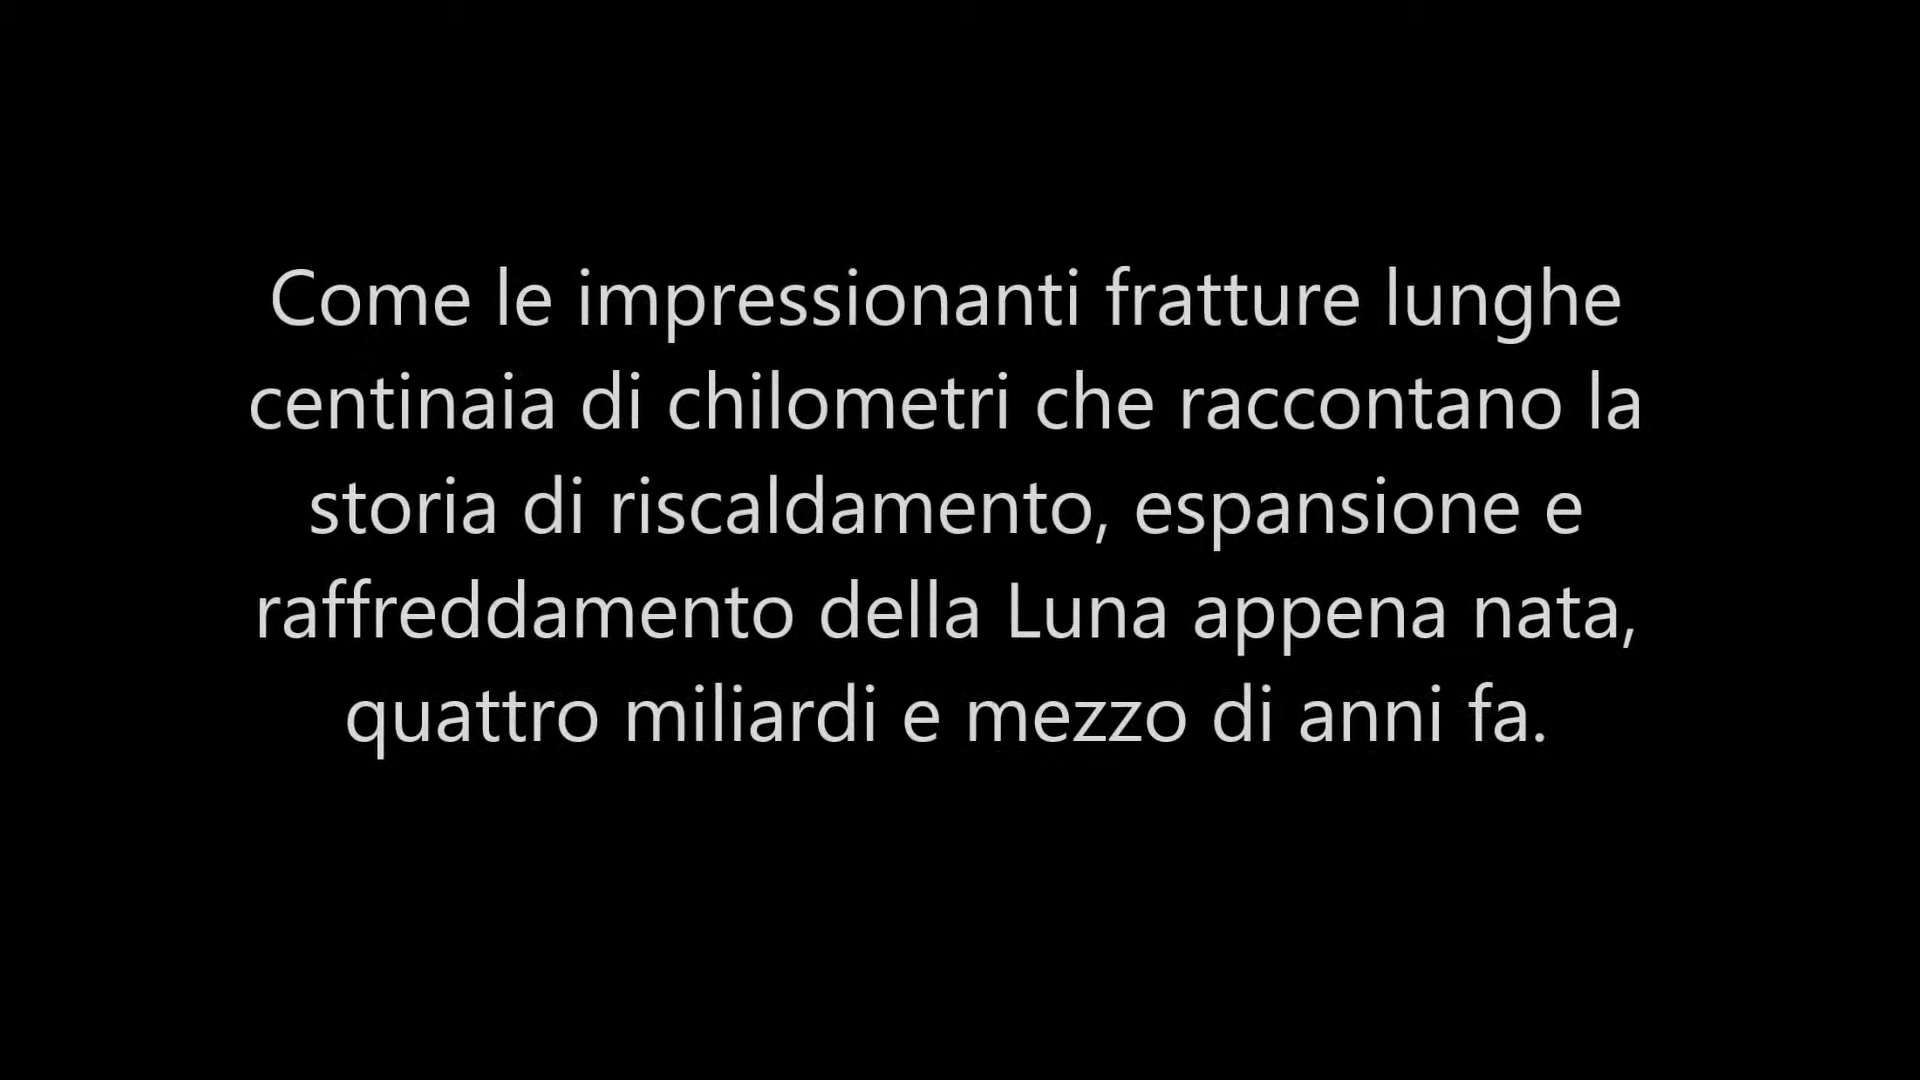 Come le impressionanti fratture lunghe
centinaia di chilometri che raccontano la
storia di riscaldamento, espansione e
raffreddamento della Luna appena nata,
quattro miliardi e mezzo di anni fa.